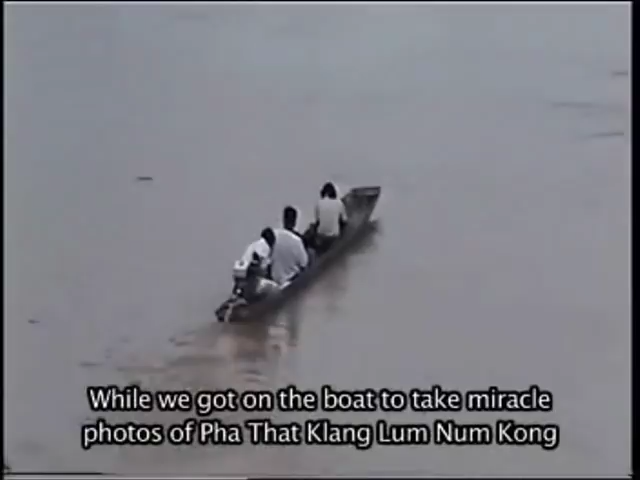 While we got on the boat to take miracle
photos of Pha That Klang Lum Num Kong